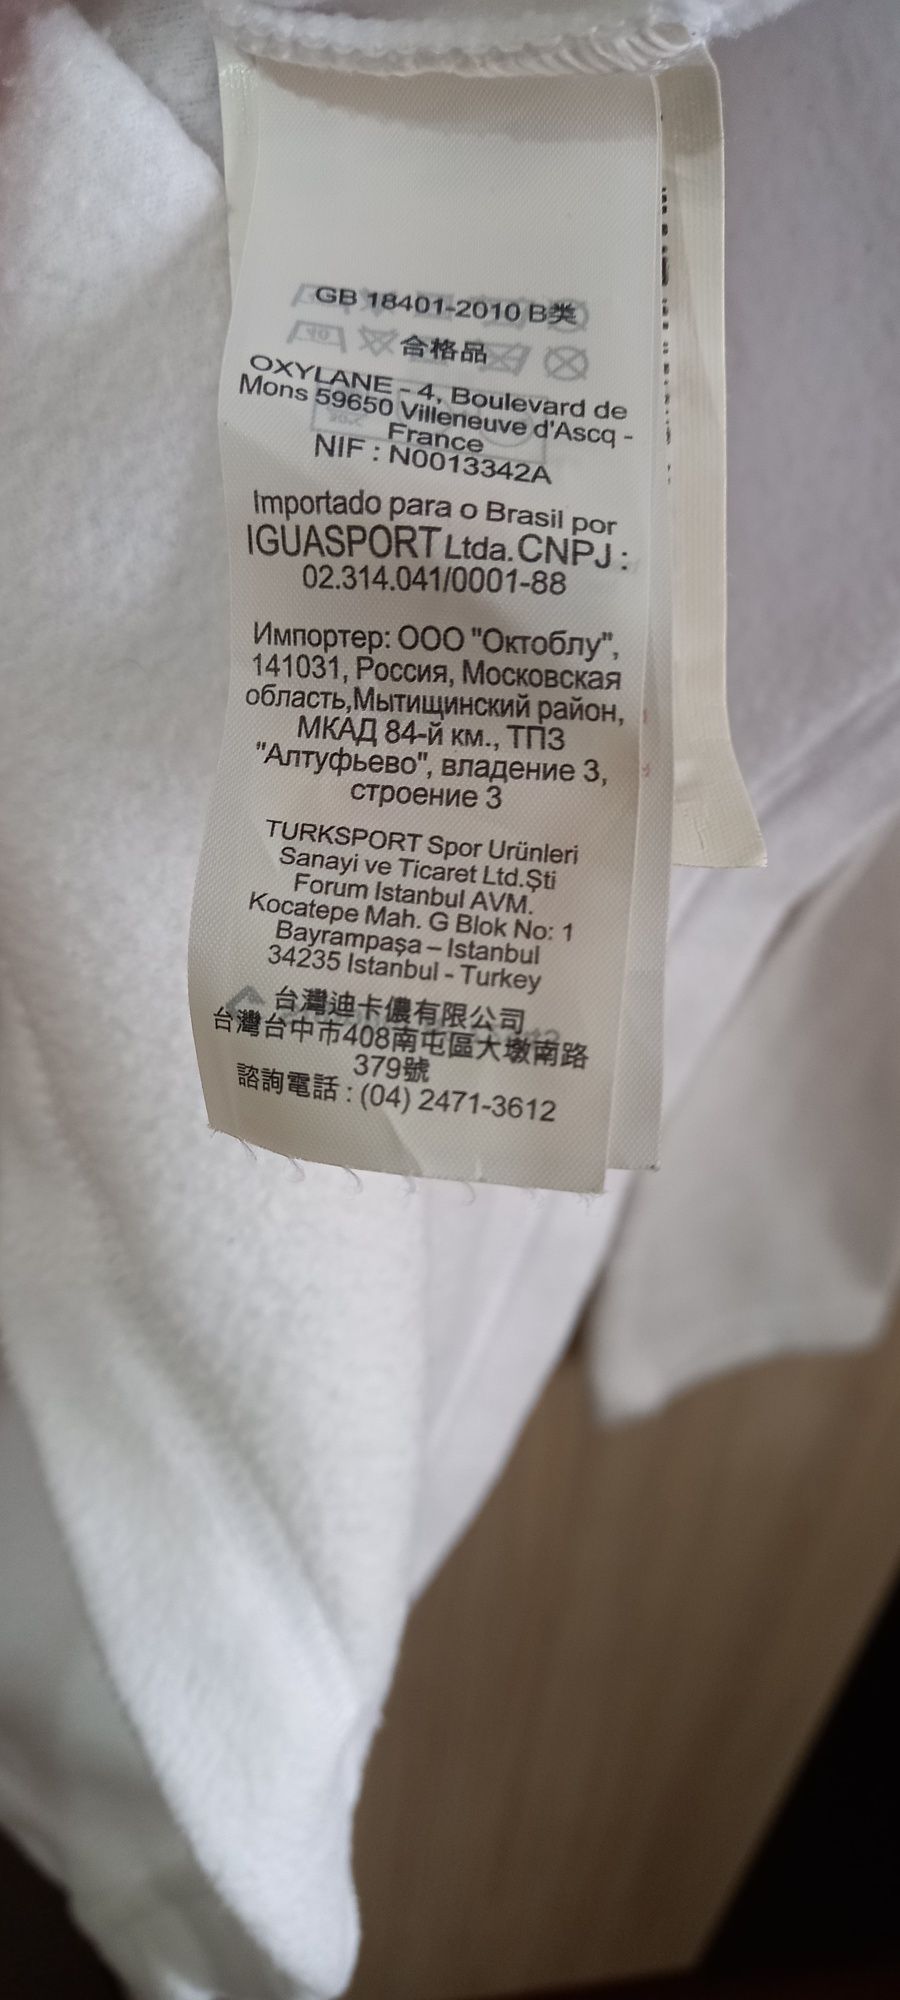 GB 18401-2010 B类
合格品
OXYLANE - 4, Boulevard de
Mons 59650 Villeneuve d'Ascq -
France
NIF : N0013342A
Importado para o Brasil por
IGUASPORT Ltda. CNPJ :
02.314.041/0001-88
Импортер: ООО "Октоблу",
141031, Россия, Московская
область,Мытищинский район,
МКАД 84-й км., ТПЗ
"Алтуфьево", владение 3,
строение 3
TURKSPORT Spor Urünleri
Sanayi ve Ticaret Ltd.Şti
Forum Istanbul AVM.
Kocatepe Mah. G Blok No: 1
Bayrampaşa – Istanbul
34235 Istanbul - Turkey
台灣迪卡儂有限公司
台灣台中市408南屯區大墩南路
379號
諮詢電話 : (04) 2471-3612